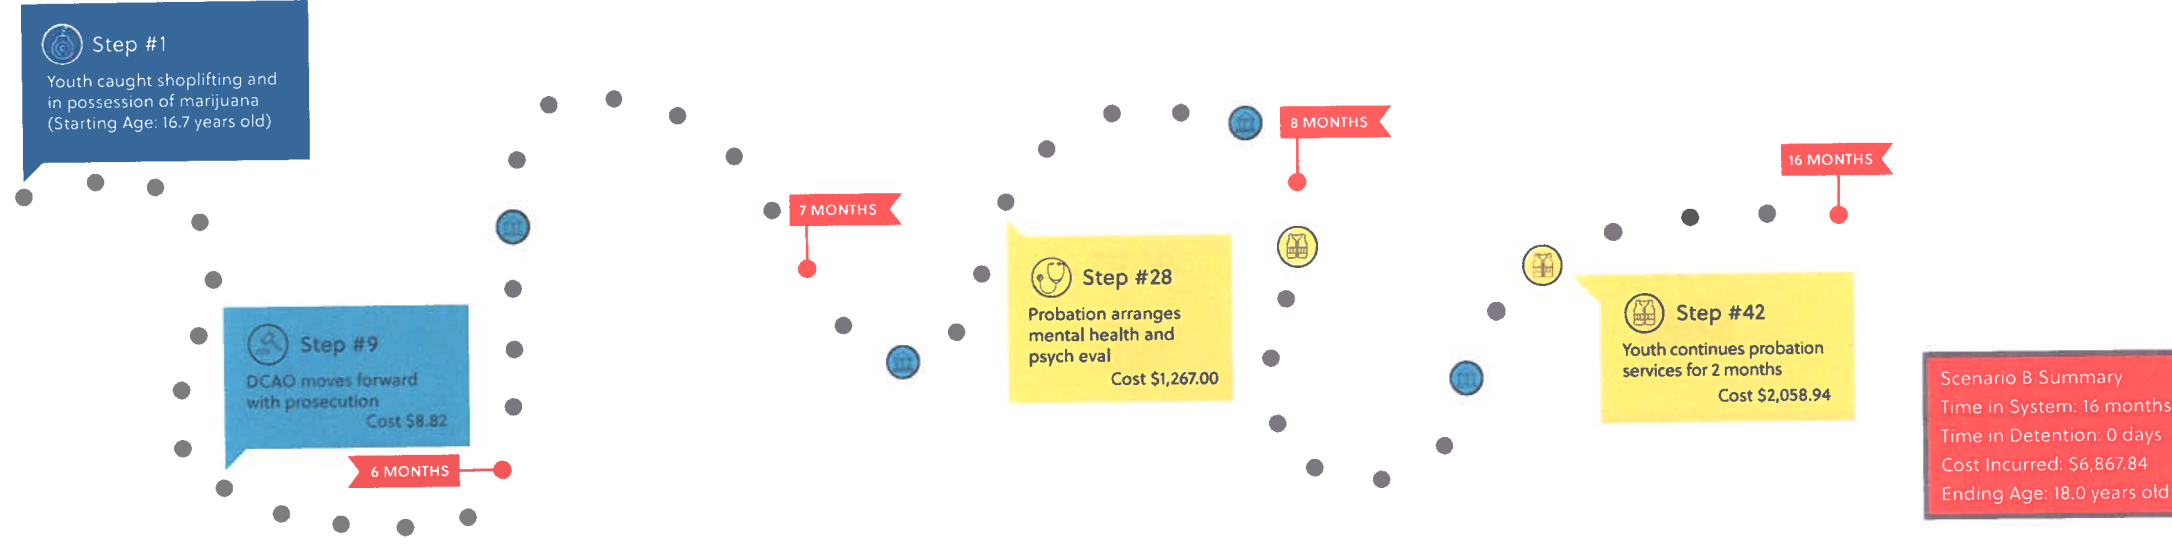 Step #1
Youth caught shoplifting and
in possession of marijuana
(Starting Age: 16.7 years old)
Step #9
DCAO moves forward
with prosecution
Cost $8.82
6 MONTHS
7 MONTHS
Step #28
Probation arranges
mental health and
psych eval
Cost $1,267.00
8 MONTHS
Step #42
Youth continues probation
services for 2 months
Cost $2,058.94
16 MONTHS
Scenario B Summary
Time in System: 16 months
Time in Detention: 0 days
Cost Incurred: $6,867.84
Ending Age: 18.0 years old